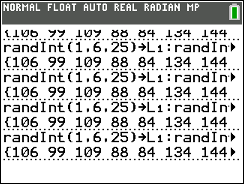 NORMAL FLOAT AUTO REAL RADIAN MP
{106 99 109 88 84 134 144
randInt(1,6,25)→L₁:randIn
{106 99 109 88 84 134 144
randInt(1,6,25)→L₁:randIn
{106 99 109 88 84 134 144
randInt(1,6,25)→L₁:randIn
{106 99 109 88 84 134 144
randInt(1,6,25)→L₁:randIn
{106 99 109 88 84 134 144